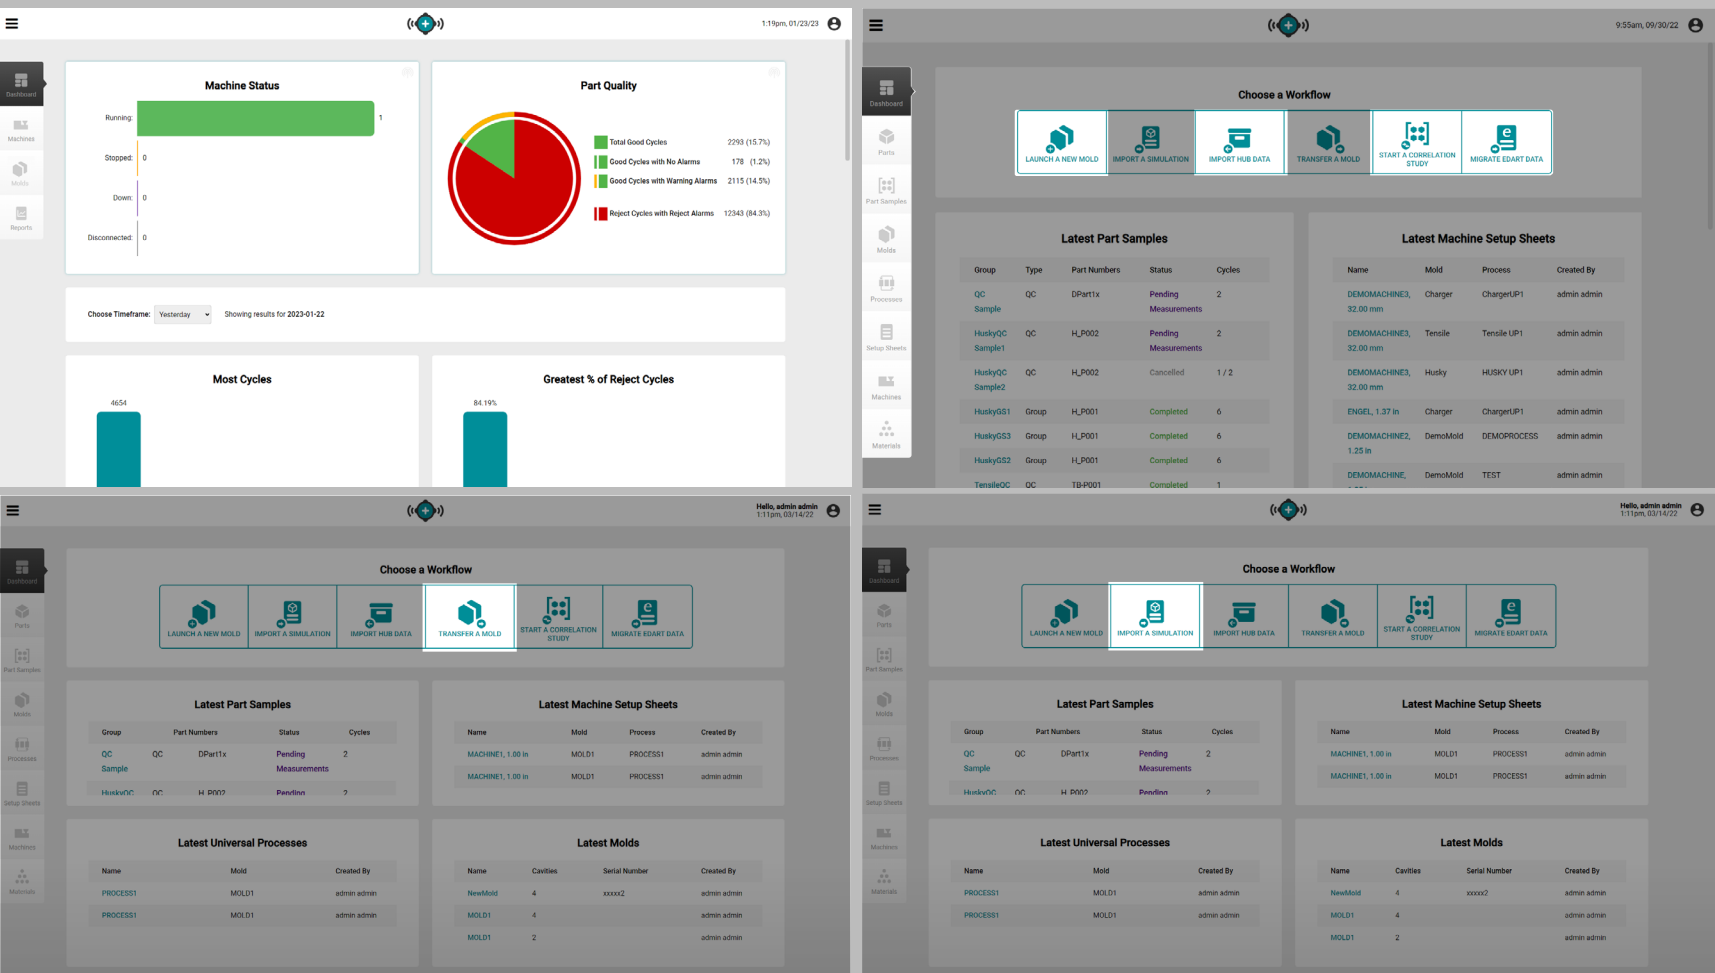 1:19pm, 01/23/23
Dashboard
Machines
Molds
Reports
Machine Status
Running: 1
Stopped: 0
Down: 0
Disconnected: 0
Part Quality
Total Good Cycles 2293 (15.7%)
Good Cycles with No Alarms 178 (1.2%)
Good Cycles with Warning Alarms 2115 (14.5%)
Reject Cycles with Reject Alarms 12343 (84.3%)
Choose Timeframe: Yesterday Showing results for 2023-01-22
Most Cycles
4654
Greatest % of Reject Cycles
84.19%
9:55am, 09/30/22
Dashboard
Parts
Part Samples
Molds
Processes
Setup Sheets
Machines
Materials
Choose a Workflow
LAUNCH A NEW MOLD
IMPORT A SIMULATION
IMPORT HUB DATA
TRANSFER A MOLD
START A CORRELATION
STUDY
MIGRATE EDART DATA
Latest Part Samples
Group Type Part Numbers Status Cycles
QC
Sample
QC DPart1x
Pending
Measurements
2
HuskyQC
Sample1
QC H_P002
Pending
Measurements
2
HuskyQC
Sample2
QC H_P002 Cancelled 1 / 2
HuskyGS1 Group H_P001 Completed 6
HuskyGS3 Group H_P001 Completed 6
HuskyGS2 Group H_P001 Completed 6
TensileQC QC TB-P001 Completed 1
Latest Machine Setup Sheets
Name Mold Process Created By
DEMOMACHINE3,
32.00 mm
Charger ChargerUP1 admin admin
DEMOMACHINE3,
32.00 mm
Tensile Tensile UP1 admin admin
DEMOMACHINE3,
32.00 mm
Husky HUSKY UP1 admin admin
ENGEL, 1.37 in Charger ChargerUP1 admin admin
DEMOMACHINE2,
1.25 in
DemoMold DEMOPROCESS admin admin
DEMOMACHINE, DemoMold TEST admin admin
Hello, admin admin
1:11pm, 03/14/22
Dashboard
Parts
Part Samples
Molds
Processes
Setup Sheets
Machines
Materials
Choose a Workflow
LAUNCH A NEW MOLD
IMPORT A SIMULATION
IMPORT HUB DATA
TRANSFER A MOLD
START A CORRELATION
STUDY
MIGRATE EDART DATA
Latest Part Samples
Group Part Numbers Status Cycles
QC
Sample
QC DPart1x
Pending
Measurements
2
HuskyQC QC H_P002 Pending 2
Latest Machine Setup Sheets
Name Mold Process Created By
MACHINE1, 1.00 in MOLD1 PROCESS1 admin admin
MACHINE1, 1.00 in MOLD1 PROCESS1 admin admin
Latest Universal Processes
Name Mold Created By
PROCESS1 MOLD1 admin admin
PROCESS1 MOLD1 admin admin
Latest Molds
Name Cavities Serial Number Created By
NewMold 4 xxxxx2 admin admin
MOLD1 4 admin admin
MOLD1 2 admin admin
Hello, admin admin
1:11pm, 03/14/22
Dashboard
Parts
Part Samples
Molds
Processes
Setup Sheets
Machines
Materials
Choose a Workflow
LAUNCH A NEW MOLD
IMPORT A SIMULATION
IMPORT HUB DATA
TRANSFER A MOLD
START A CORRELATION
STUDY
MIGRATE EDART DATA
Latest Part Samples
Group Part Numbers Status Cycles
QC
Sample
QC DPart1x
Pending
Measurements
2
HuskyQC QC H_P002 Pending 2
Latest Machine Setup Sheets
Name Mold Process Created By
MACHINE1, 1.00 in MOLD1 PROCESS1 admin admin
MACHINE1, 1.00 in MOLD1 PROCESS1 admin admin
Latest Universal Processes
Name Mold Created By
PROCESS1 MOLD1 admin admin
PROCESS1 MOLD1 admin admin
Latest Molds
Name Cavities Serial Number Created By
NewMold 4 xxxxx2 admin admin
MOLD1 4 admin admin
MOLD1 2 admin admin